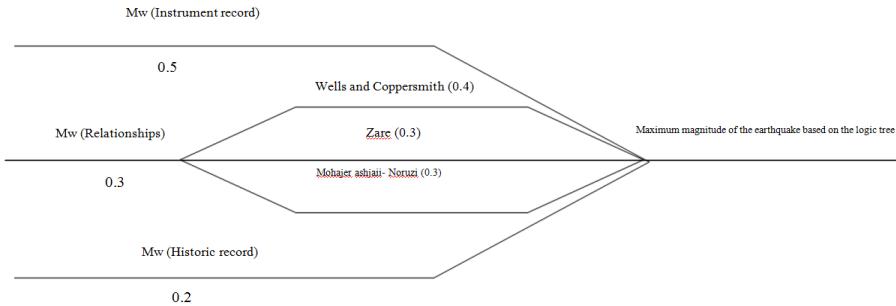 Mw (Instrument record)
0.5
Wells and Coppersmith (0.4)
Mw (Relationships)
Zare (0.3)
Maximum magnitude of the earthquake based on the logic tree
0.3
Mohajer ashjaii- Noruzi (0.3)
Mw (Historic record)
0.2